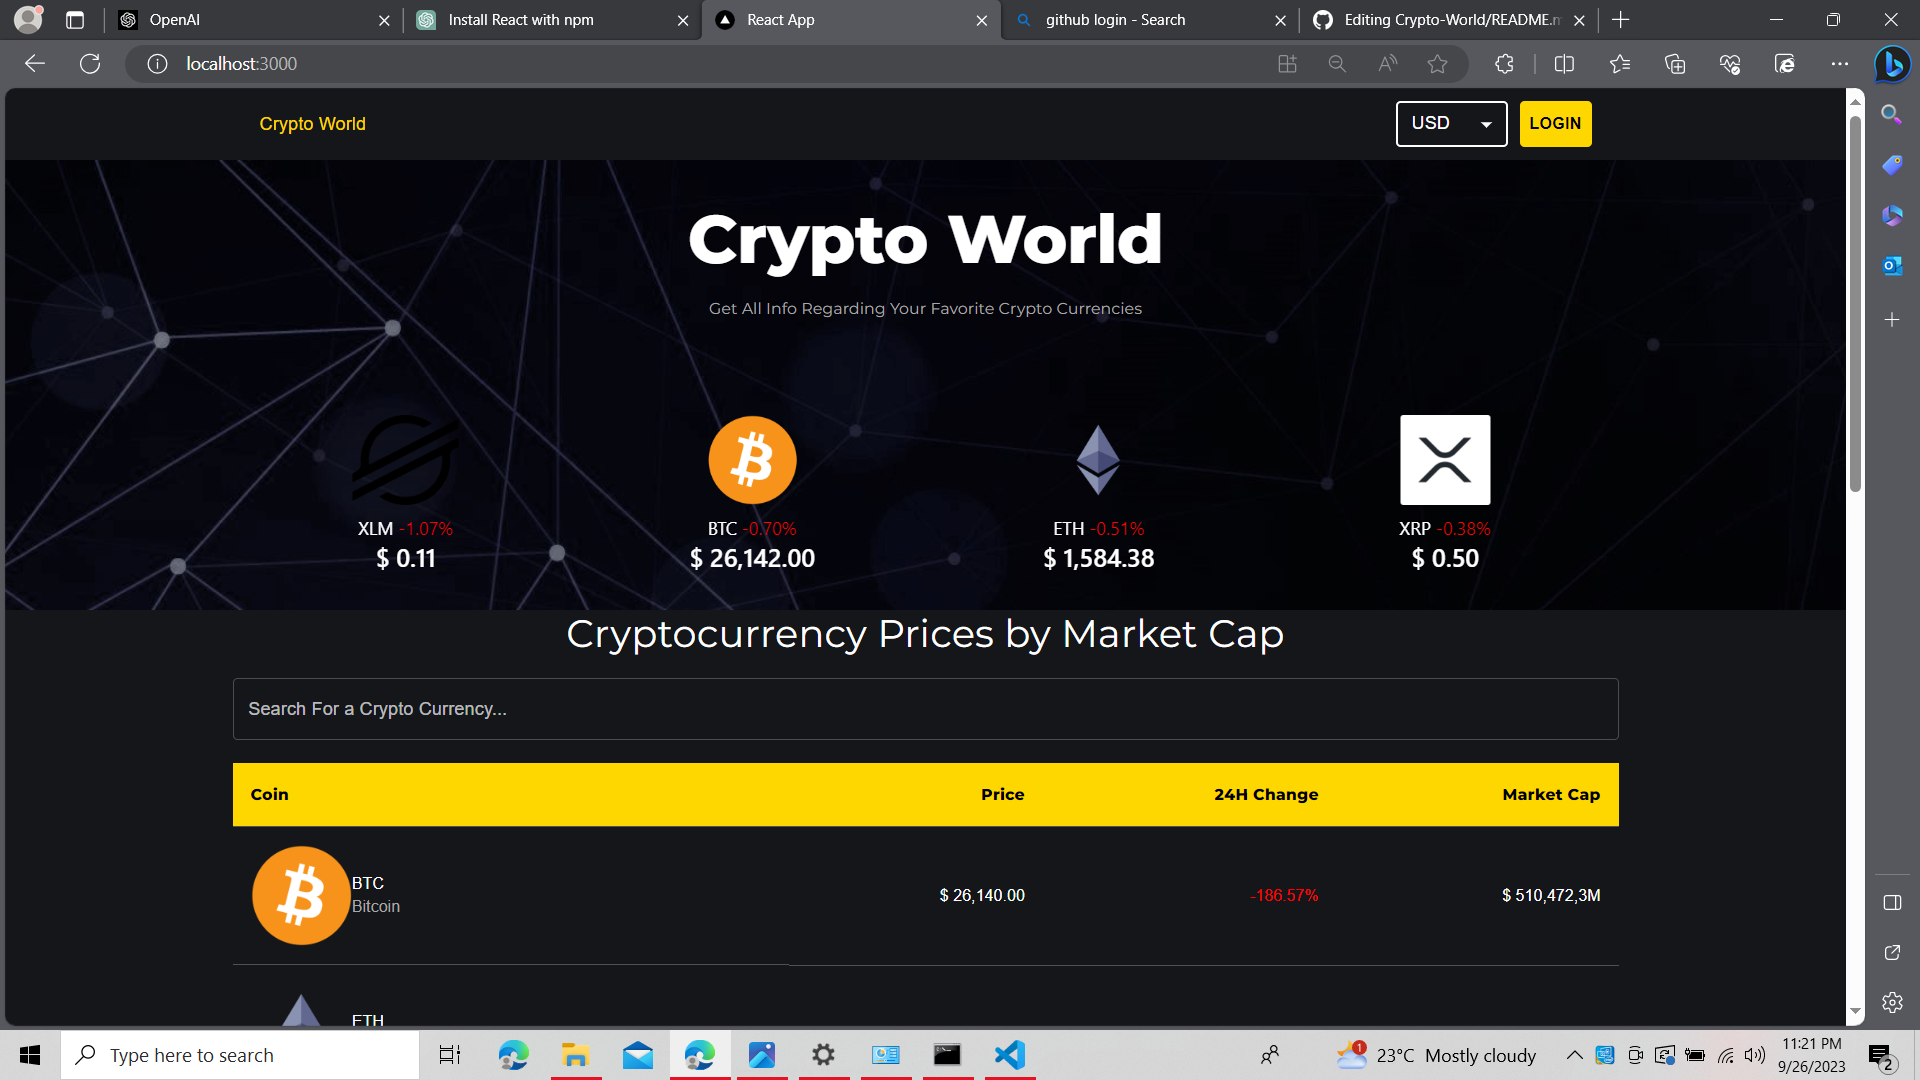 OpenAI
Install React with npm
React App
github login - Search
Editing Crypto-World/README.m
localhost:3000
Crypto World
USD
LOGIN
Crypto World
Get All Info Regarding Your Favorite Crypto Currencies
XLM -1.07%
$ 0.11
BTC -0.70%
$ 26,142.00
ETH -0.51%
$ 1,584.38
XRP -0.38%
$ 0.50
Cryptocurrency Prices by Market Cap
Search For a Crypto Currency...
Coin Price 24H Change Market Cap
BTC
Bitcoin
$ 26,140.00
-186.57%
$ 510,472,3M
ETH
Type here to search
1
23°C Mostly cloudy
11:21 PM
9/26/2023
2